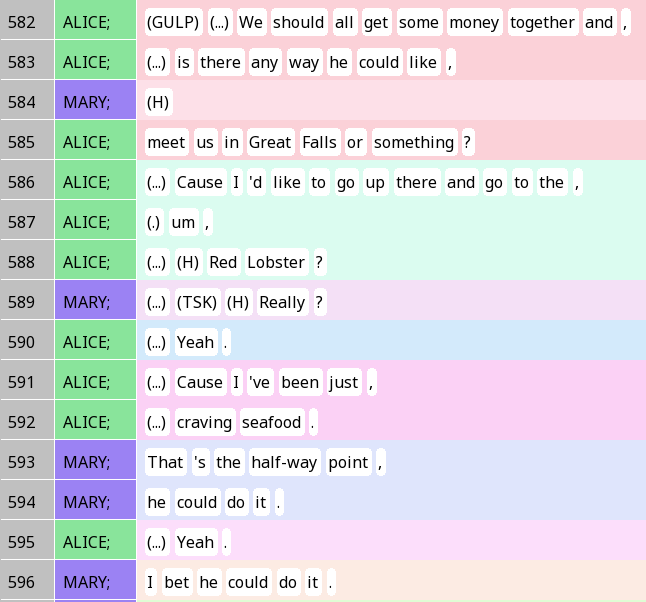 582 ALICE; (GULP) (...) We should all get some money together and ,
583 ALICE; (...) is there any way he could like ,
584 MARY; (H)
585 ALICE; meet us in Great Falls or something ?
586 ALICE; (...) Cause I 'd like to go up there and go to the ,
587 ALICE; (.) um ,
588 ALICE; (...) (H) Red Lobster ?
589 MARY; (...) (TSK) (H) Really ?
590 ALICE; (...) Yeah .
591 ALICE; (...) Cause I 've been just ,
592 ALICE; (...) craving seafood .
593 MARY; That 's the half-way point ,
594 MARY; he could do it .
595 ALICE; (...) Yeah .
596 MARY; I bet he could do it .